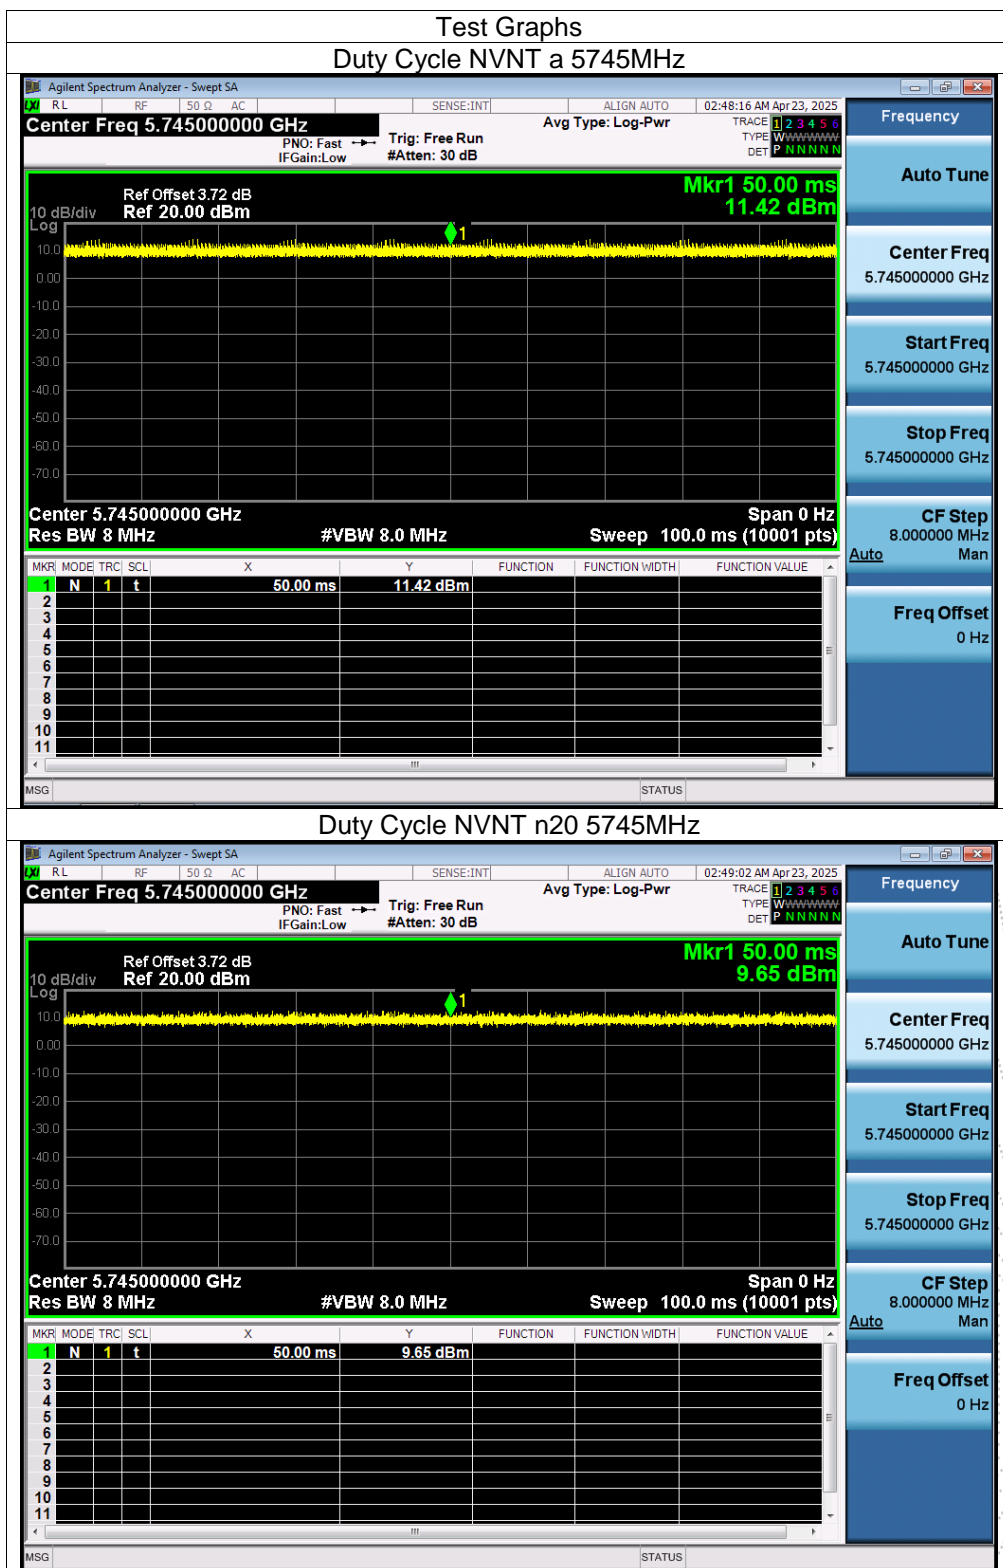 Test Graphs
Duty Cycle NVNT a 5745MHz
Agilent Spectrum Analyzer - Swept SA
LXI RL RF 50 Ω AC SENSE:INT ALIGN AUTO 02:48:16 AM Apr 23, 2025
Center Freq 5.745000000 GHz
PNO: Fast
IFGain:Low
Trig: Free Run
#Atten: 30 dB
Avg Type: Log-Pwr
TRACE 1 2 3 4 5 6
TYPE WWWWWW
DET P N N N N N
Mkr1 50.00 ms
11.42 dBm
Ref Offset 3.72 dB
10 dB/div Ref 20.00 dBm
Log
1
10.0
0.00
-10.0
-20.0
-30.0
-40.0
-50.0
-60.0
-70.0
Center 5.745000000 GHz Span 0 Hz
Res BW 8 MHz #VBW 8.0 MHz Sweep 100.0 ms (10001 pts)
MKR MODE TRC SCL X Y FUNCTION FUNCTION WIDTH FUNCTION VALUE
1 N 1 t 50.00 ms 11.42 dBm
2
3
4
5
6
7
8
9
10
11
MSG STATUS
Frequency
Auto Tune
Center Freq
5.745000000 GHz
Start Freq
5.745000000 GHz
Stop Freq
5.745000000 GHz
CF Step
8.000000 MHz
Auto Man
Freq Offset
0 Hz
Duty Cycle NVNT n20 5745MHz
Agilent Spectrum Analyzer - Swept SA
LXI RL RF 50 Ω AC SENSE:INT ALIGN AUTO 02:49:02 AM Apr 23, 2025
Center Freq 5.745000000 GHz
PNO: Fast
IFGain:Low
Trig: Free Run
#Atten: 30 dB
Avg Type: Log-Pwr
TRACE 1 2 3 4 5 6
TYPE WWWWWW
DET P N N N N N
Mkr1 50.00 ms
9.65 dBm
Ref Offset 3.72 dB
10 dB/div Ref 20.00 dBm
Log
1
10.0
0.00
-10.0
-20.0
-30.0
-40.0
-50.0
-60.0
-70.0
Center 5.745000000 GHz Span 0 Hz
Res BW 8 MHz #VBW 8.0 MHz Sweep 100.0 ms (10001 pts)
MKR MODE TRC SCL X Y FUNCTION FUNCTION WIDTH FUNCTION VALUE
1 N 1 t 50.00 ms 9.65 dBm
2
3
4
5
6
7
8
9
10
11
MSG STATUS
Frequency
Auto Tune
Center Freq
5.745000000 GHz
Start Freq
5.745000000 GHz
Stop Freq
5.745000000 GHz
CF Step
8.000000 MHz
Auto Man
Freq Offset
0 Hz